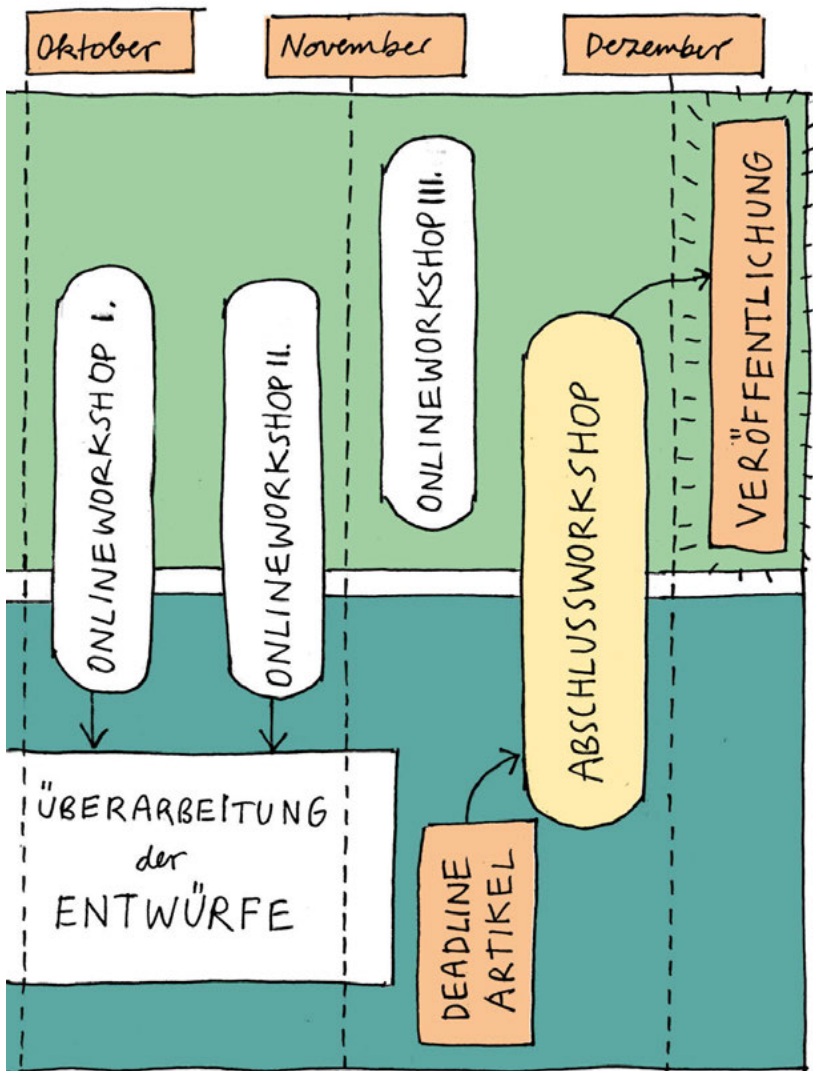 Oktober
November
Dezember
ONLINEWORKSHOP I.
ONLINEWORKSHOP II.
ONLINEWORKSHOP III.
ABSCHLUSSWORKSHOP
VERÖFFENTLICHUNG
ÜBERARBEITUNG
der
ENTWÜRFE
DEADLINE
ARTIKEL